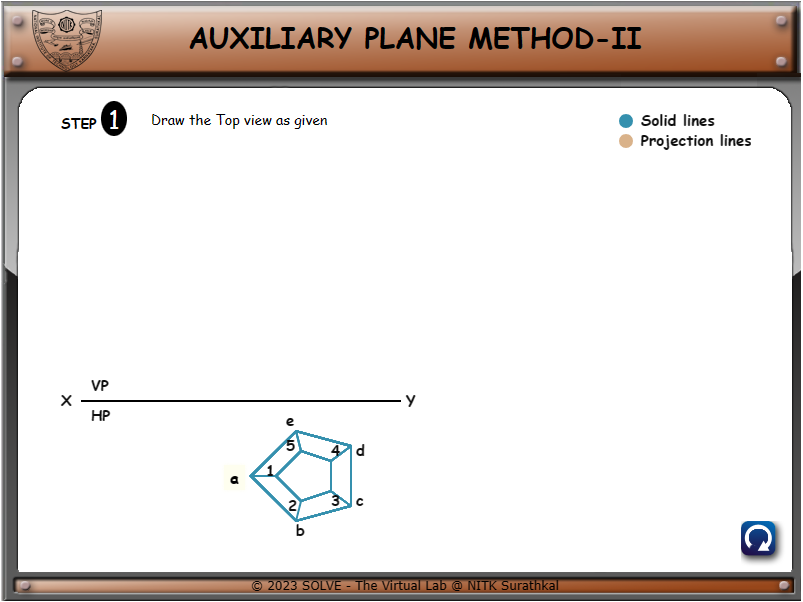 AUXILIARY PLANE METHOD-II
STEP 1 Draw the Top view as given
Solid lines
Projection lines
VP
X Y
HP
e
5 4 d
a 1
2 3 c
b
© 2023 SOLVE - The Virtual Lab @ NITK Surathkal